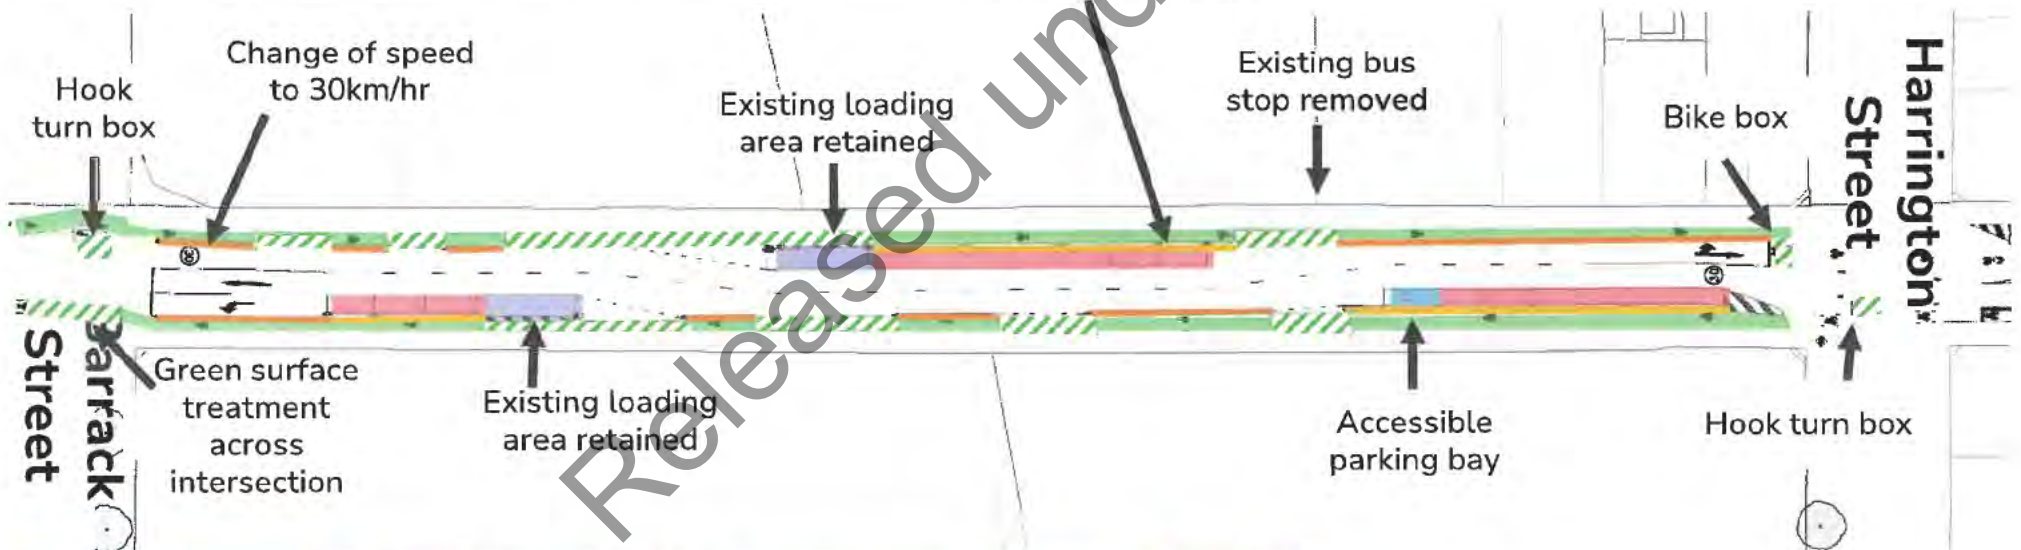 Hook
turn box
Change of speed
to 30km/hr
Existing loading
area retained
Existing bus
stop removed
Bike box
Harrington
Street
30
30
Barrack
Street
Green surface
treatment
across
intersection
Existing loading
area retained
Accessible
parking bay
Hook turn box
Released und